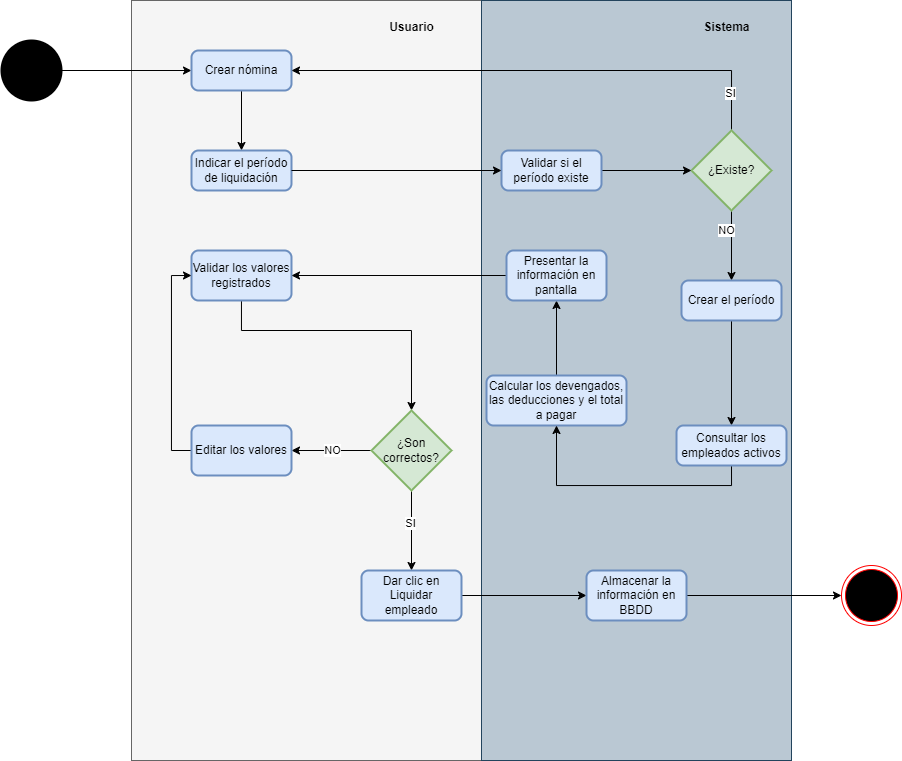 Usuario
Sistema
Crear nómina
SI
Indicar el período
de liquidación
Validar si el
período existe
¿Existe?
NO
Validar los valores
registrados
Presentar la
información en
pantalla
Crear el período
Calcular los devengados,
las deducciones y el total
a pagar
Editar los valores
NO
¿Son
correctos?
Consultar los
empleados activos
SI
Dar clic en
Liquidar
empleado
Almacenar la
información en
BBDD